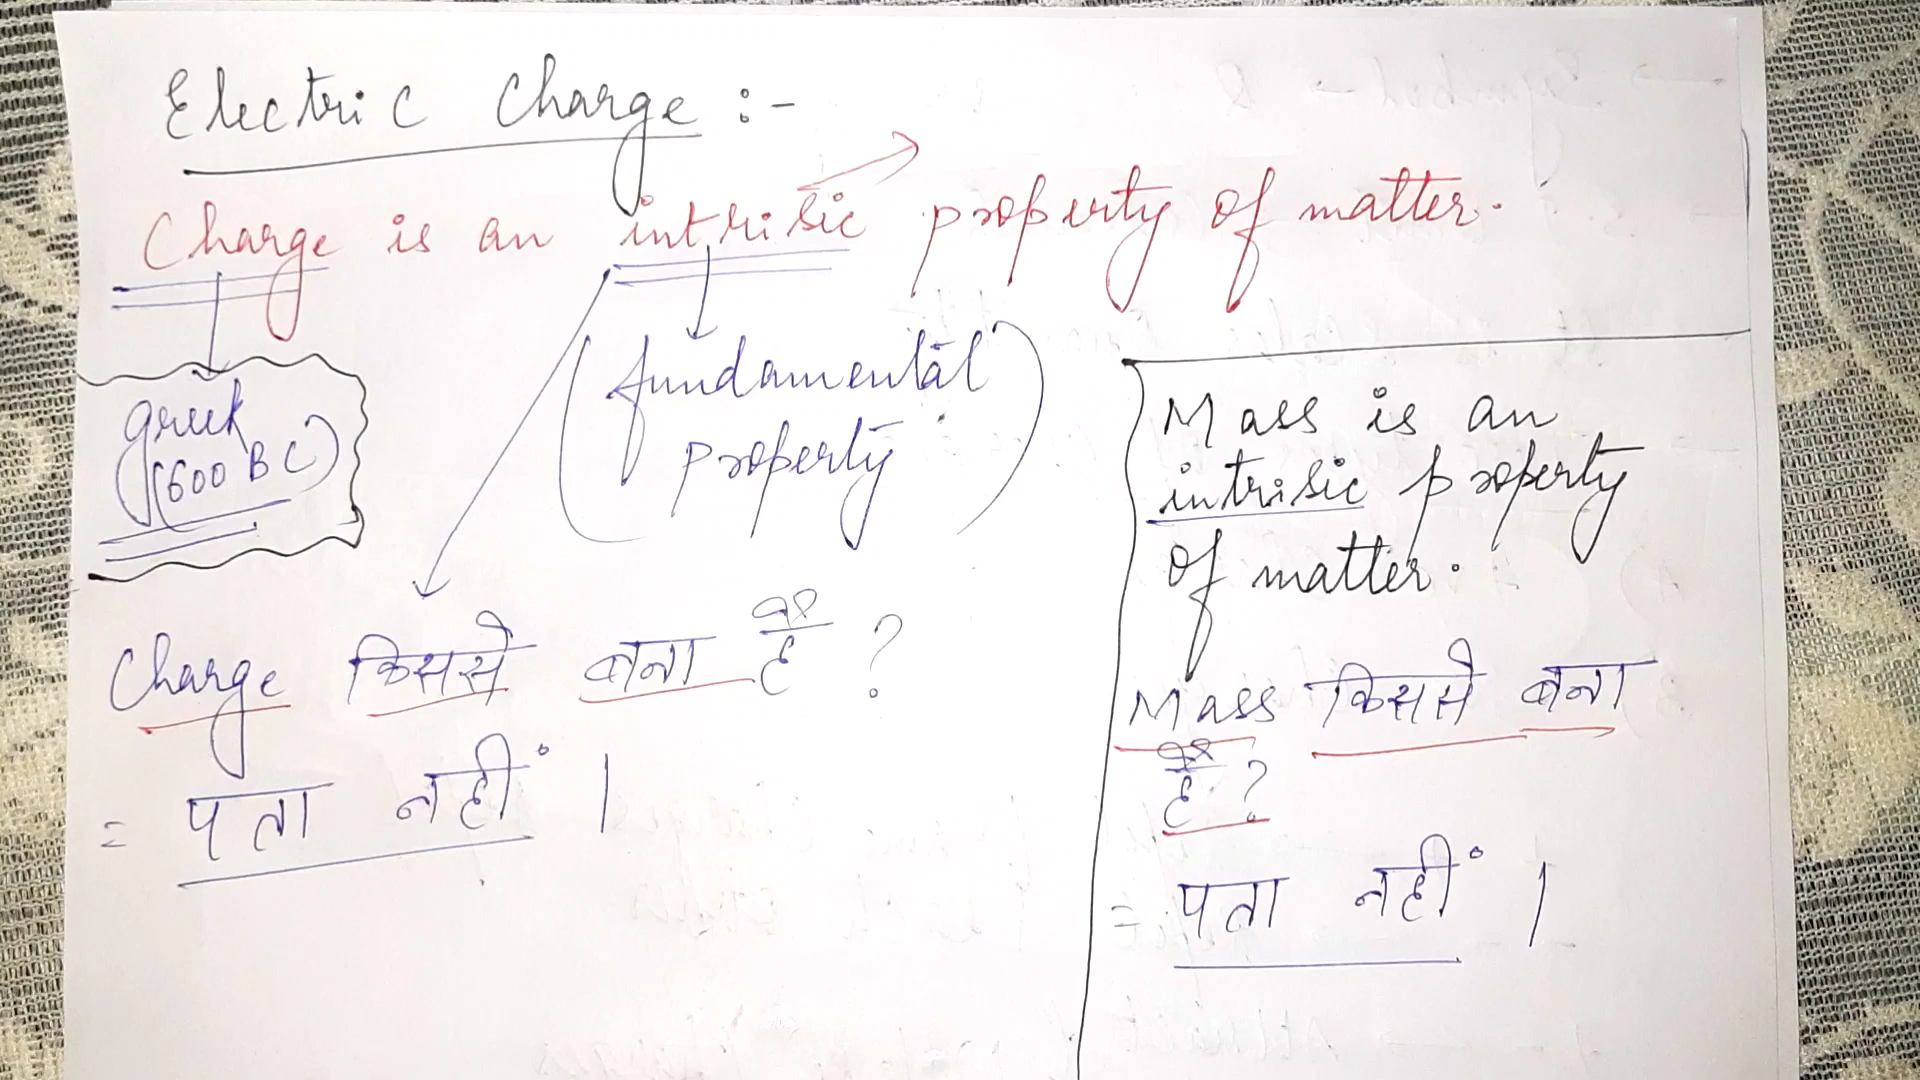 Electric Charge :-
Charge is an intrisic property of matter.
greek
(600 BC)
(fundamental
property)
Charge किससे बना है ?
= पता नहीं ।
Mass is an
intrisic property
of matter.
Mass किससे बना
है ?
= पता नहीं ।